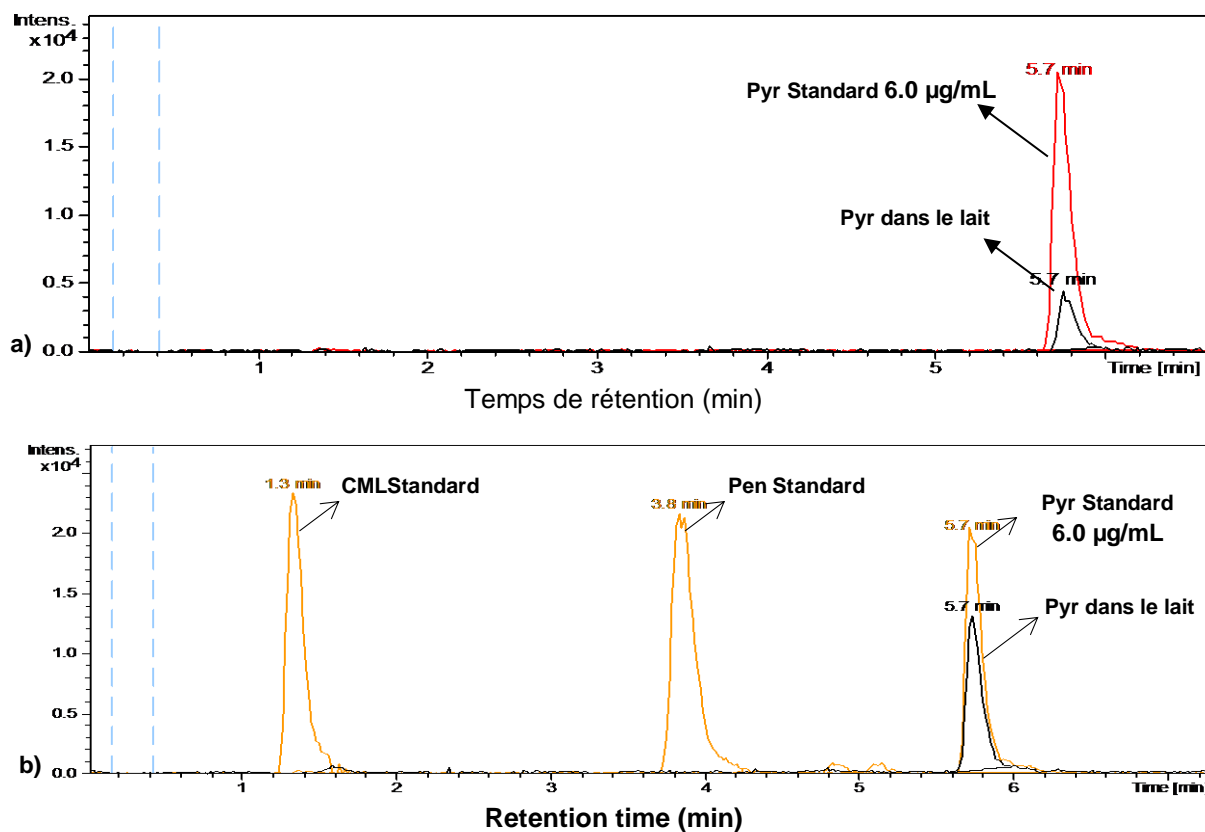 Intens.
x10⁴
2.0
1.5
1.0
0.5
0.0
5.7 min
Pyr Standard 6.0 µg/mL
Pyr dans le lait
5.7 min
a)
1 2 3 4 5 Time [min]
Temps de rétention (min)
Intens.
x10⁴
2.0
1.5
1.0
0.5
0.0
1.3 min
CMLStandard
3.8 min
Pen Standard
5.7 min
Pyr Standard
6.0 µg/mL
5.7 min
Pyr dans le lait
b)
1 2 3 4 5 6 Time [min]
Retention time (min)